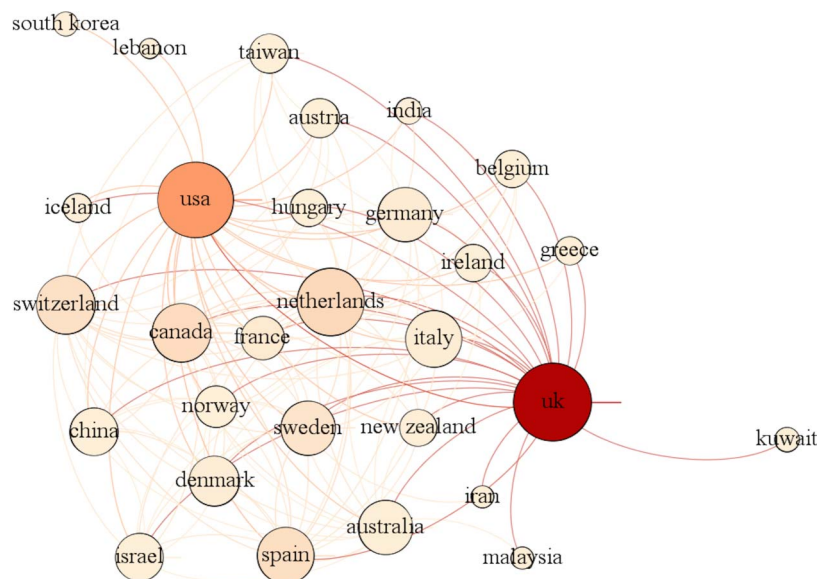 south korea
lebanon
taiwan
india
austria
belgium
usa
iceland
hungary
germany
greece
ireland
switzerland
netherlands
canada
france
italy
norway
uk
china
sweden
new zealand
kuwait
denmark
iran
australia
israel
spain
malaysia